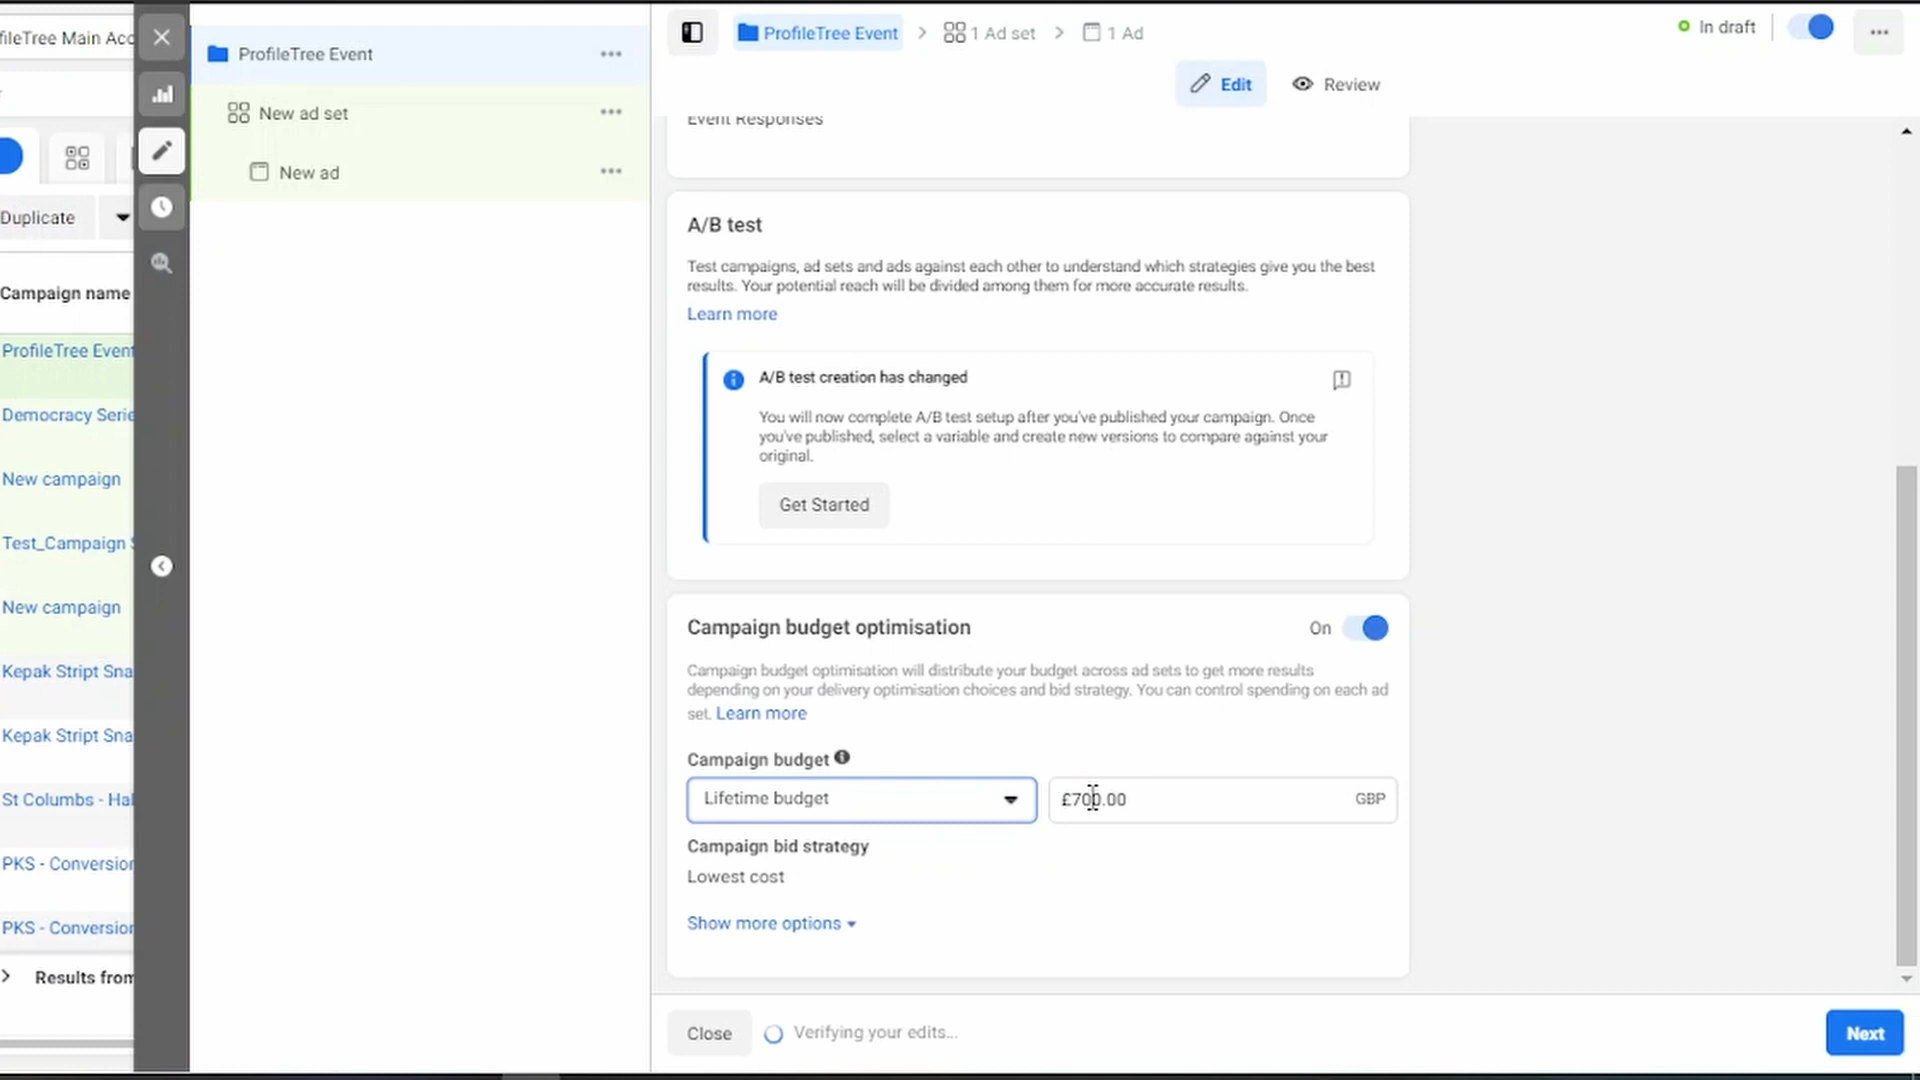 fileTree Main Acc
Duplicate
Campaign name
ProfileTree Event
Democracy Serie
New campaign
Test_Campaign S
New campaign
Kepak Stript Sna
Kepak Stript Sna
St Columbs - Hal
PKS - Conversion
PKS - Conversion
Results from
ProfileTree Event
New ad set
New ad
ProfileTree Event > 1 Ad set > 1 Ad
In draft
Edit Review
Event Responses
A/B test
Test campaigns, ad sets and ads against each other to understand which strategies give you the best
results. Your potential reach will be divided among them for more accurate results.
Learn more
A/B test creation has changed
You will now complete A/B test setup after you've published your campaign. Once
you've published, select a variable and create new versions to compare against your
original.
Get Started
Campaign budget optimisation
On
Campaign budget optimisation will distribute your budget across ad sets to get more results
depending on your delivery optimisation choices and bid strategy. You can control spending on each ad
set. Learn more
Campaign budget
Lifetime budget
£700.00 GBP
Campaign bid strategy
Lowest cost
Show more options
Close
Verifying your edits...
Next